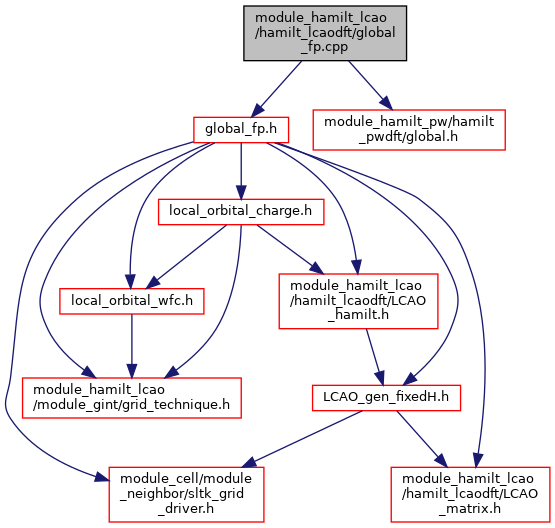 module_hamilt_lcao
/hamilt_lcaodft/global
_fp.cpp
global_fp.h
module_hamilt_pw/hamilt
_pwdft/global.h
local_orbital_charge.h
local_orbital_wfc.h
module_hamilt_lcao
/hamilt_lcaodft/LCAO
_hamilt.h
module_hamilt_lcao
/module_gint/grid_technique.h
LCAO_gen_fixedH.h
module_cell/module
_neighbor/sltk_grid
_driver.h
module_hamilt_lcao
/hamilt_lcaodft/LCAO
_matrix.h